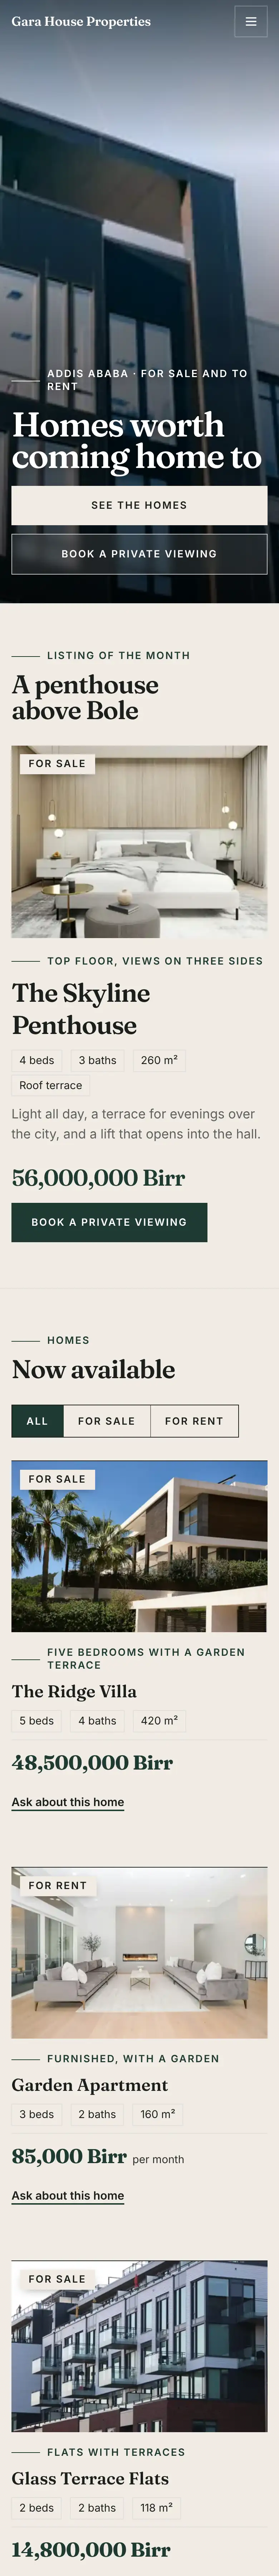 Gara House Properties
ADDIS ABABA · FOR SALE AND TO
RENT
Homes worth
coming home to
SEE THE HOMES
BOOK A PRIVATE VIEWING
LISTING OF THE MONTH
A penthouse
above Bole
FOR SALE
TOP FLOOR, VIEWS ON THREE SIDES
The Skyline
Penthouse
4 beds 3 baths 260 m²
Roof terrace
Light all day, a terrace for evenings over
the city, and a lift that opens into the hall.
56,000,000 Birr
BOOK A PRIVATE VIEWING
HOMES
Now available
ALL FOR SALE FOR RENT
FOR SALE
FIVE BEDROOMS WITH A GARDEN
TERRACE
The Ridge Villa
5 beds 4 baths 420 m²
48,500,000 Birr
Ask about this home
FOR RENT
FURNISHED, WITH A GARDEN
Garden Apartment
3 beds 2 baths 160 m²
85,000 Birr per month
Ask about this home
FOR SALE
FLATS WITH TERRACES
Glass Terrace Flats
2 beds 2 baths 118 m²
14,800,000 Birr